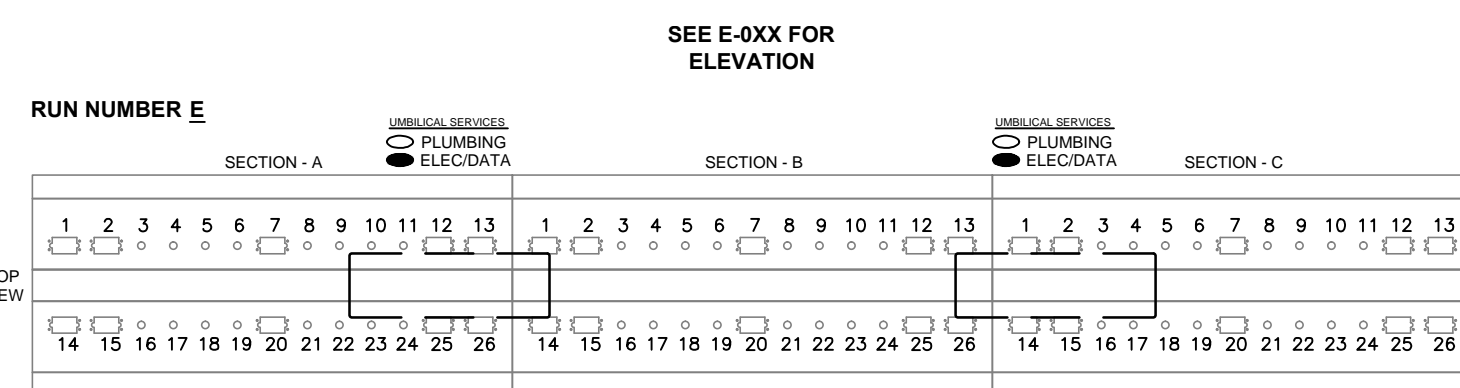 SEE E-0XX FOR
ELEVATION
RUN NUMBER E
UMBILICAL SERVICES
PLUMBING
ELEC/DATA
UMBILICAL SERVICES
PLUMBING
ELEC/DATA
SECTION - A
SECTION - B
SECTION - C
1 2 3 4 5 6 7 8 9 10 11 12 13 1 2 3 4 5 6 7 8 9 10 11 12 13 1 2 3 4 5 6 7 8 9 10 11 12 13
OP
EW
14 15 16 17 18 19 20 21 22 23 24 25 26 14 15 16 17 18 19 20 21 22 23 24 25 26 14 15 16 17 18 19 20 21 22 23 24 25 26